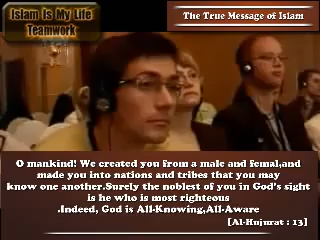 Islam Is My Life
Teamwork
The True Message of Islam
O mankind! We created you from a male and femal,and
made you into nations and tribes that you may
know one another.Surely the noblest of you in God's sight
is he who is most righteous
.Indeed, God is All-Knowing,All-Aware
[Al-Hujurat : 13]